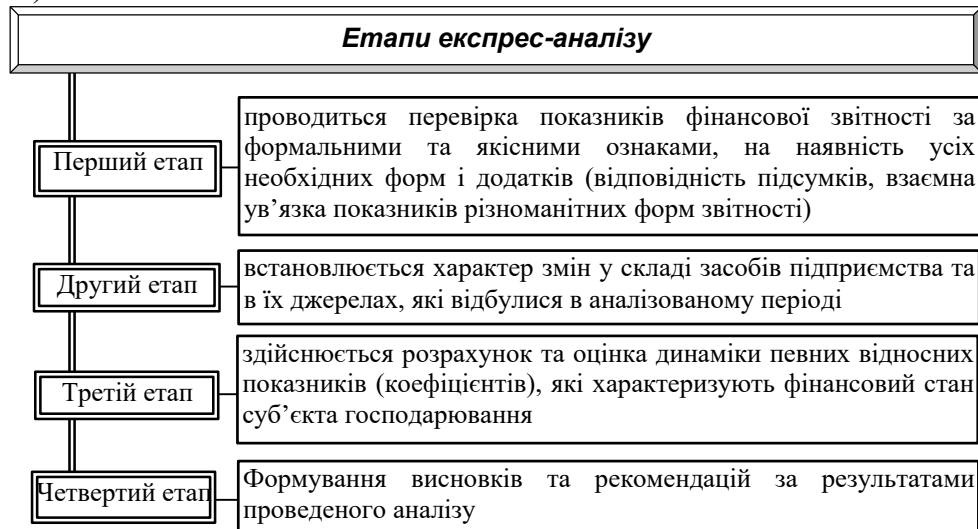 Етапи експрес-аналізу
Перший етап
проводиться перевірка показників фінансової звітності за
формальними та якісними ознаками, на наявність усіх
необхідних форм і додатків (відповідність підсумків, взаємна
ув’язка показників різноманітних форм звітності)
Другий етап
встановлюється характер змін у складі засобів підприємства та
в їх джерелах, які відбулися в аналізованому періоді
Третій етап
здійснюється розрахунок та оцінка динаміки певних відносних
показників (коефіцієнтів), які характеризують фінансовий стан
суб’єкта господарювання
Четвертий етап
Формування висновків та рекомендацій за результатами
проведеного аналізу